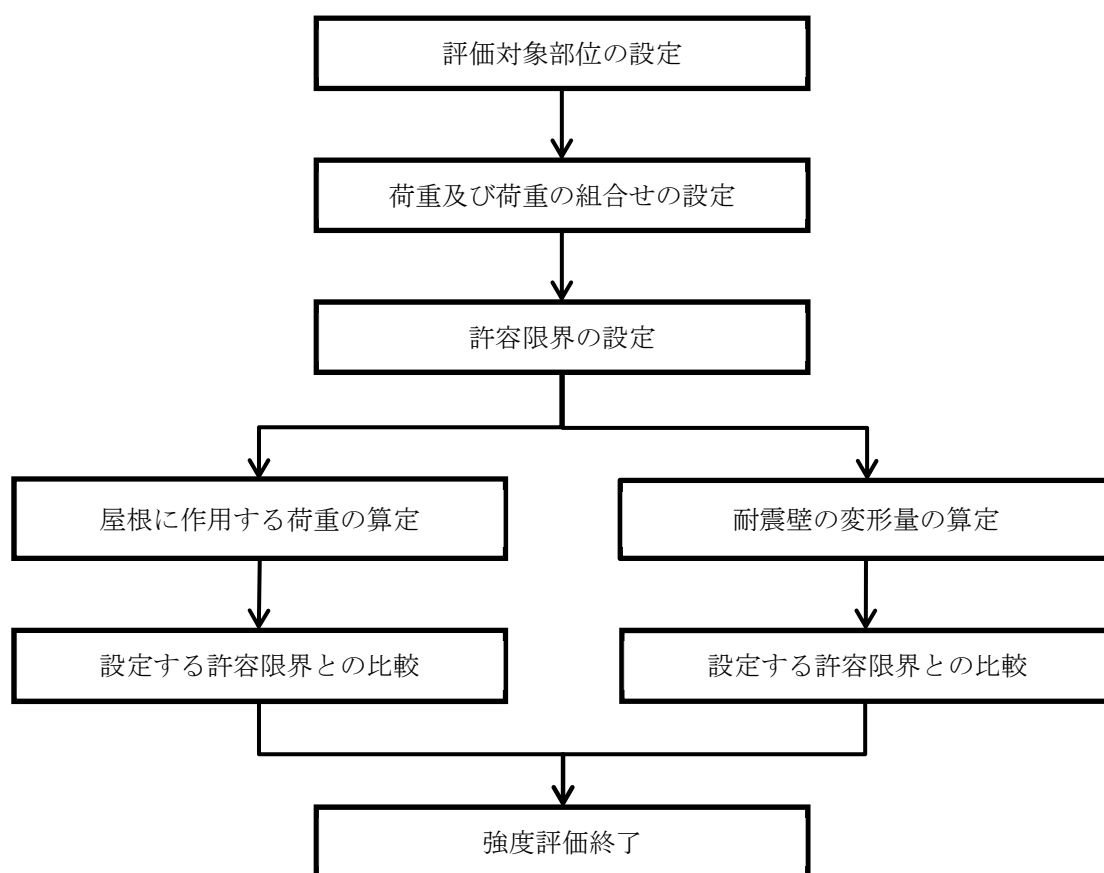 評価対象部位の設定
荷重及び荷重の組合せの設定
許容限界の設定
屋根に作用する荷重の算定
耐震壁の変形量の算定
設定する許容限界との比較
設定する許容限界との比較
強度評価終了